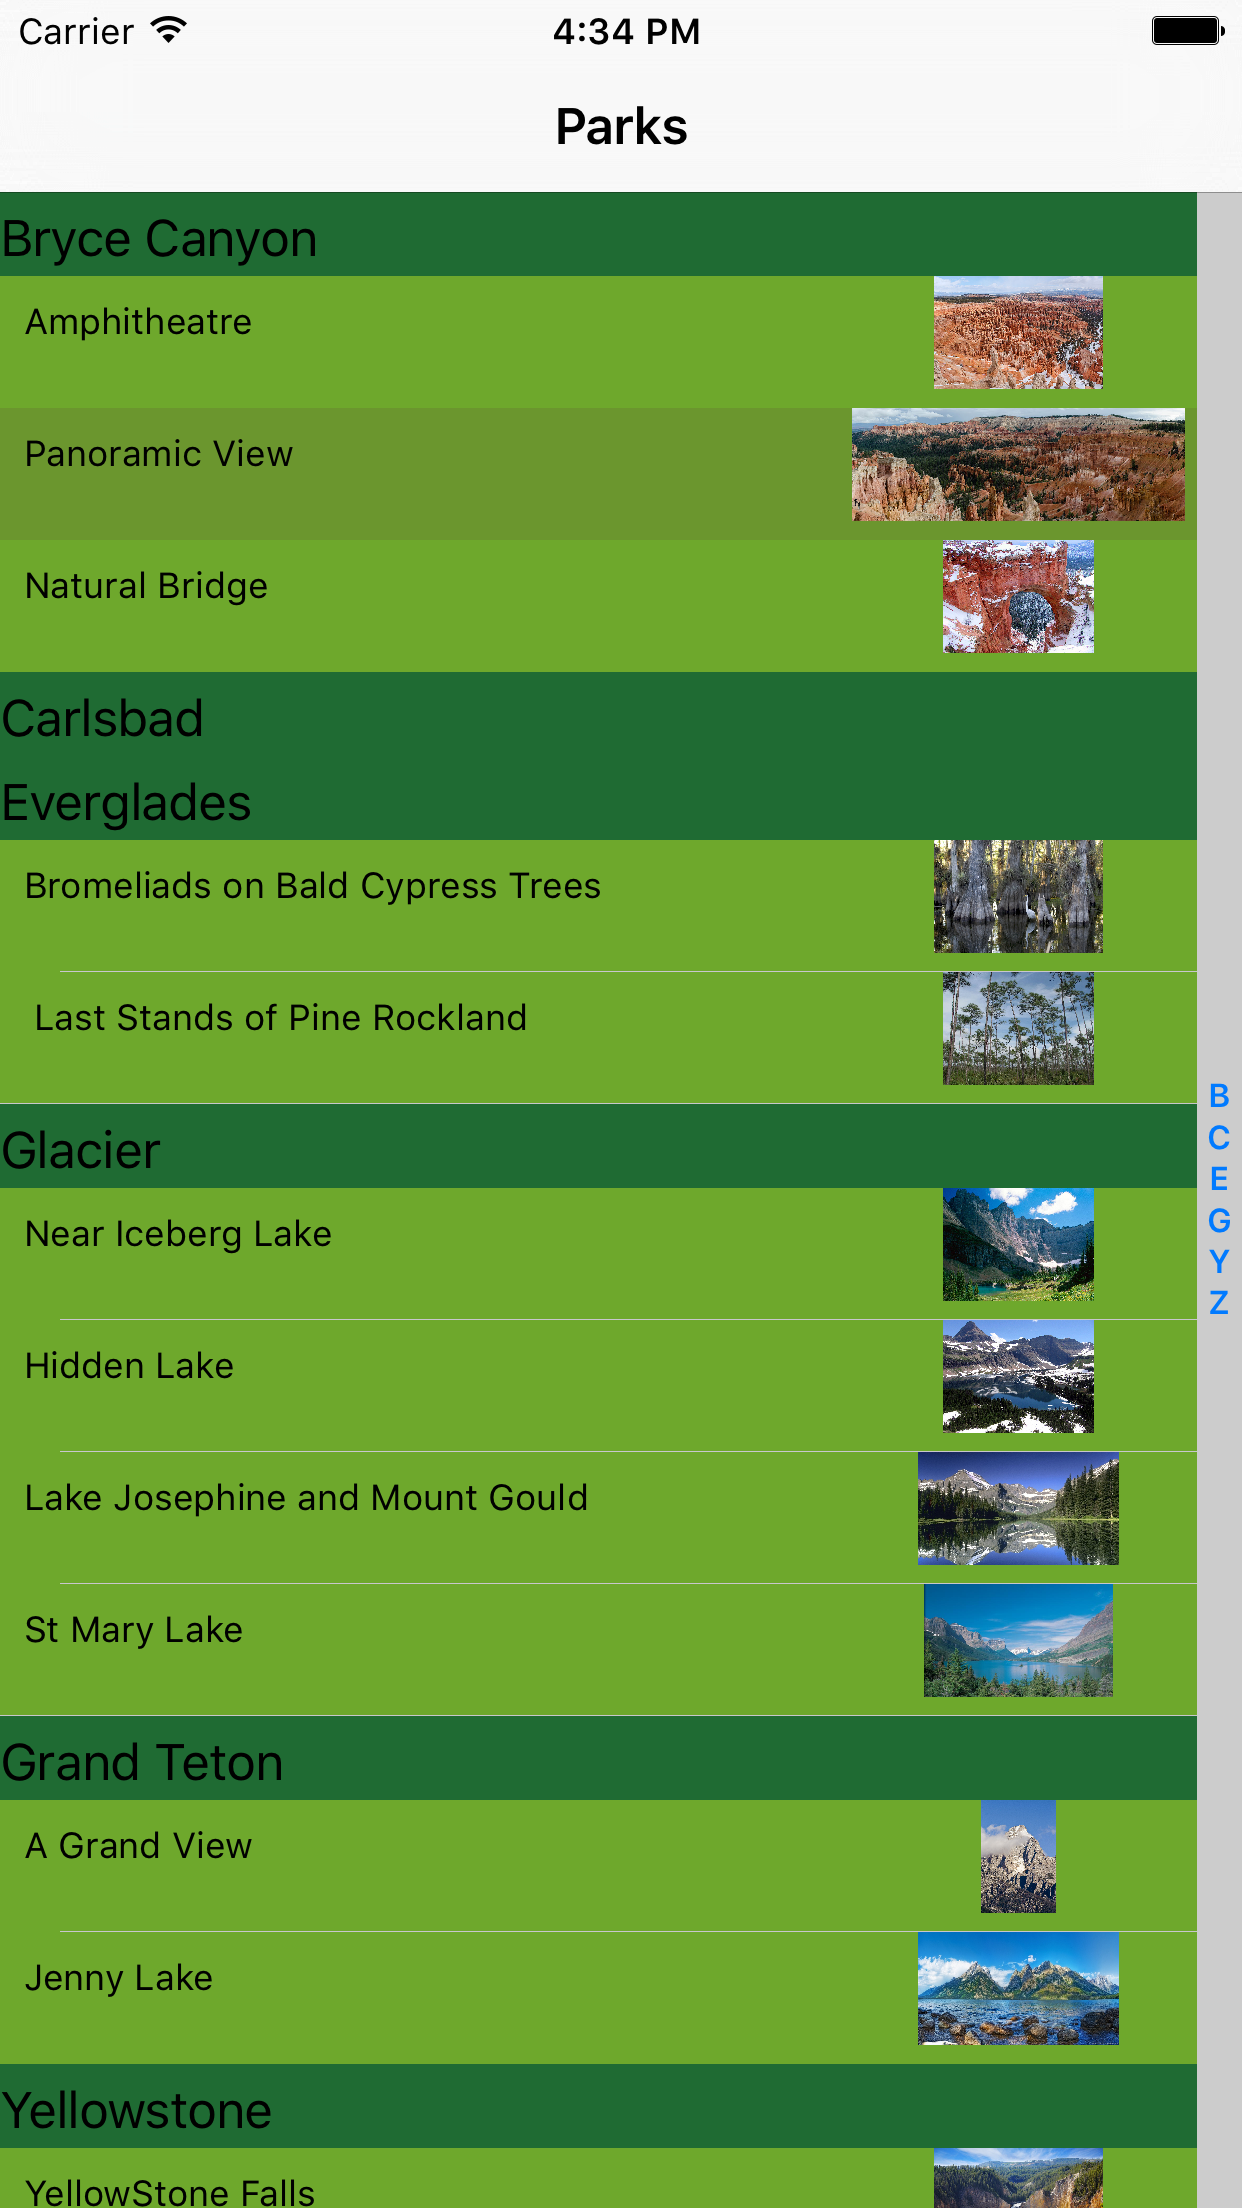 Carrier 4:34 PM
Parks
Bryce Canyon
Amphitheatre
Panoramic View
Natural Bridge
Carlsbad
Everglades
Bromeliads on Bald Cypress Trees
Last Stands of Pine Rockland
Glacier
Near Iceberg Lake
Hidden Lake
Lake Josephine and Mount Gould
St Mary Lake
Grand Teton
A Grand View
Jenny Lake
Yellowstone
YellowStone Falls
B
C
E
G
Y
Z